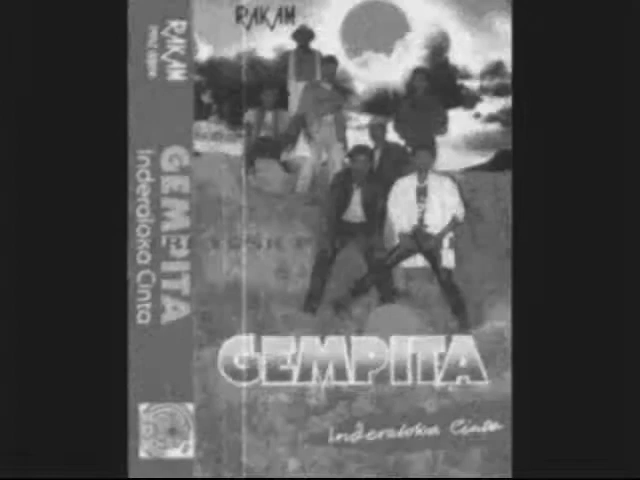 RAKAM
GEMPITA
Inderaloka Cinta
RAKAM
GEMPITA
Inderaloka Cinta